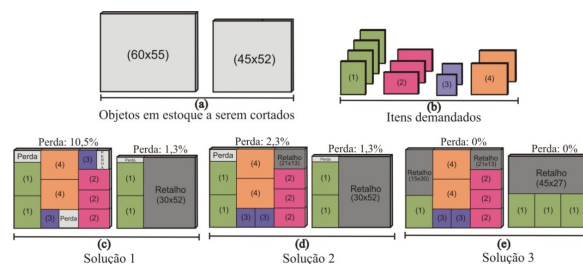 (60x55)
(45x52)
(a)
Objetos em estoque a serem cortados
(1)
(2)
(3)
(4)
(b)
Itens demandados
Perda: 10,5%
Perda: 1,3%
Perda
(4)
(3)
(1)
(4)
(2)
(2)
(1)
(3)
Perda
(2)
(2)
Perda
(1)
(1)
Retalho
(30x52)
(c)
Solução 1
Perda: 2,3%
Perda: 1,3%
Perda
(4)
Retalho
(21x13)
(1)
(4)
(2)
(2)
(1)
(3)
(3)
(2)
(2)
Perda
(1)
(1)
Retalho
(30x52)
(d)
Solução 2
Perda: 0%
Perda: 0%
Retalho
(15x30)
(4)
Retalho
(21x13)
(4)
(2)
(2)
(1)
(3)
(3)
(2)
(2)
Retalho
(45x27)
(1)
(1)
(1)
(e)
Solução 3